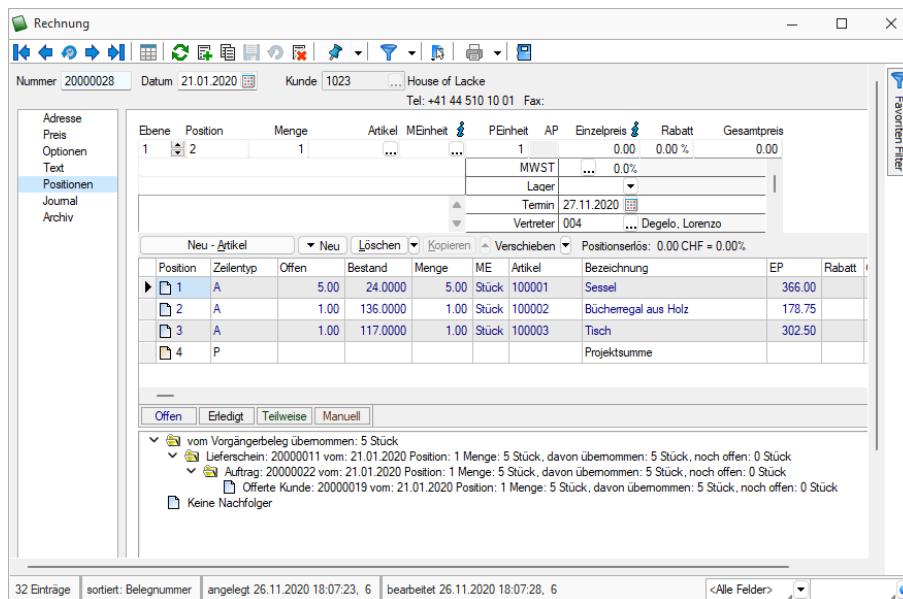 Rechnung
Nummer 20000028 Datum 21.01.2020 Kunde 1023 ... House of Lacke
Tel: +41 44 510 10 01 Fax:
Favoriten Filter
Adresse
Preis
Optionen
Text
Positionen
Journal
Archiv
Ebene Position Menge Artikel MEinheit PEinheit AP Einzelpreis Rabatt Gesamtpreis
1 2 1 ... ... 1 0.00 0.00 % 0.00
MWST ... 0.0%
Lager
Termin 27.11.2020
Vertreter 004 ... Degelo, Lorenzo
Neu - Artikel Neu Löschen Kopieren Verschieben Positionserlös: 0.00 CHF = 0.00%
Position Zeilentyp Offen Bestand Menge ME Artikel Bezeichnung EP Rabatt
1 A 5.00 24.0000 5.00 Stück 100001 Sessel 366.00
2 A 1.00 136.0000 1.00 Stück 100002 Bücherregal aus Holz 178.75
3 A 1.00 117.0000 1.00 Stück 100003 Tisch 302.50
4 P Projektsumme
Offen Erledigt Teilweise Manuell
vom Vorgängerbeleg übernommen: 5 Stück
Lieferschein: 20000011 vom: 21.01.2020 Position: 1 Menge: 5 Stück, davon übernommen: 5 Stück, noch offen: 0 Stück
Auftrag: 20000022 vom: 21.01.2020 Position: 1 Menge: 5 Stück, davon übernommen: 5 Stück, noch offen: 0 Stück
Offerte Kunde: 20000019 vom: 21.01.2020 Position: 1 Menge: 5 Stück, davon übernommen: 5 Stück, noch offen: 0 Stück
Keine Nachfolger
32 Einträge sortiert: Belegnummer angelegt 26.11.2020 18:07:23, 6 bearbeitet 26.11.2020 18:07:28, 6 <Alle Felder>